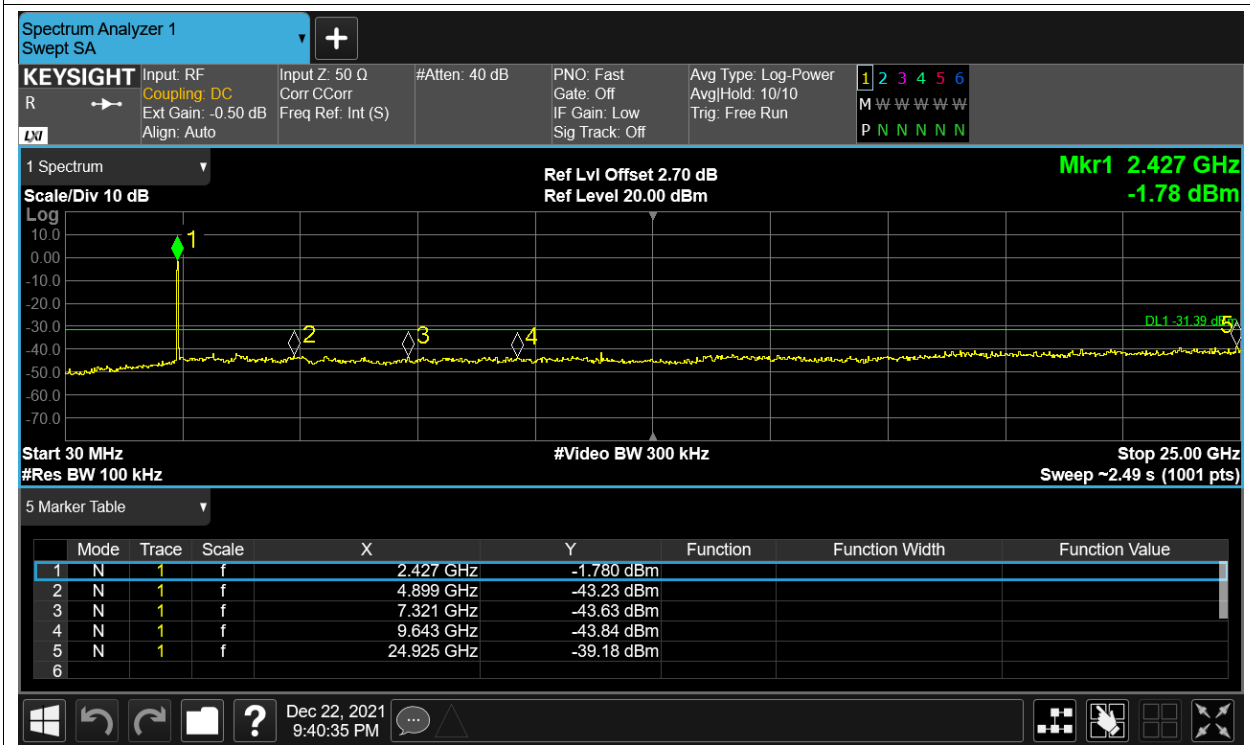 Spectrum Analyzer 1
Swept SA
+
KEYSIGHT Input: RF Input Z: 50 Ω #Atten: 40 dB PNO: Fast Avg Type: Log-Power 1 2 3 4 5 6
R Coupling: DC Corr CCorr Gate: Off Avg|Hold: 10/10 M W W W W W
Ext Gain: -0.50 dB Freq Ref: Int (S) IF Gain: Low Trig: Free Run
LXI Align: Auto Sig Track: Off P N N N N N
1 Spectrum Ref Lvl Offset 2.70 dB Mkr1 2.427 GHz
Scale/Div 10 dB Ref Level 20.00 dBm -1.78 dBm
Log
10.0
1
0.00
-10.0
-20.0
DL1 -31.39 dBm
-30.0
2 3 4 5
-40.0
-50.0
-60.0
-70.0
Start 30 MHz #Video BW 300 kHz Stop 25.00 GHz
#Res BW 100 kHz Sweep ~2.49 s (1001 pts)
5 Marker Table
Mode Trace Scale X Y Function Function Width Function Value
1 N 1 f 2.427 GHz -1.780 dBm
2 N 1 f 4.899 GHz -43.23 dBm
3 N 1 f 7.321 GHz -43.63 dBm
4 N 1 f 9.643 GHz -43.84 dBm
5 N 1 f 24.925 GHz -39.18 dBm
6
? Dec 22, 2021
9:40:35 PM